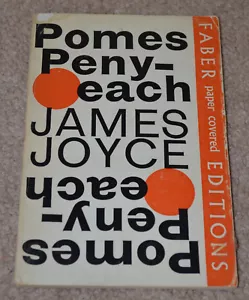 Pomes
Peny-
each
JAMES
JOYCE
each
Peny-
Pomes
FABER paper covered EDITIONS